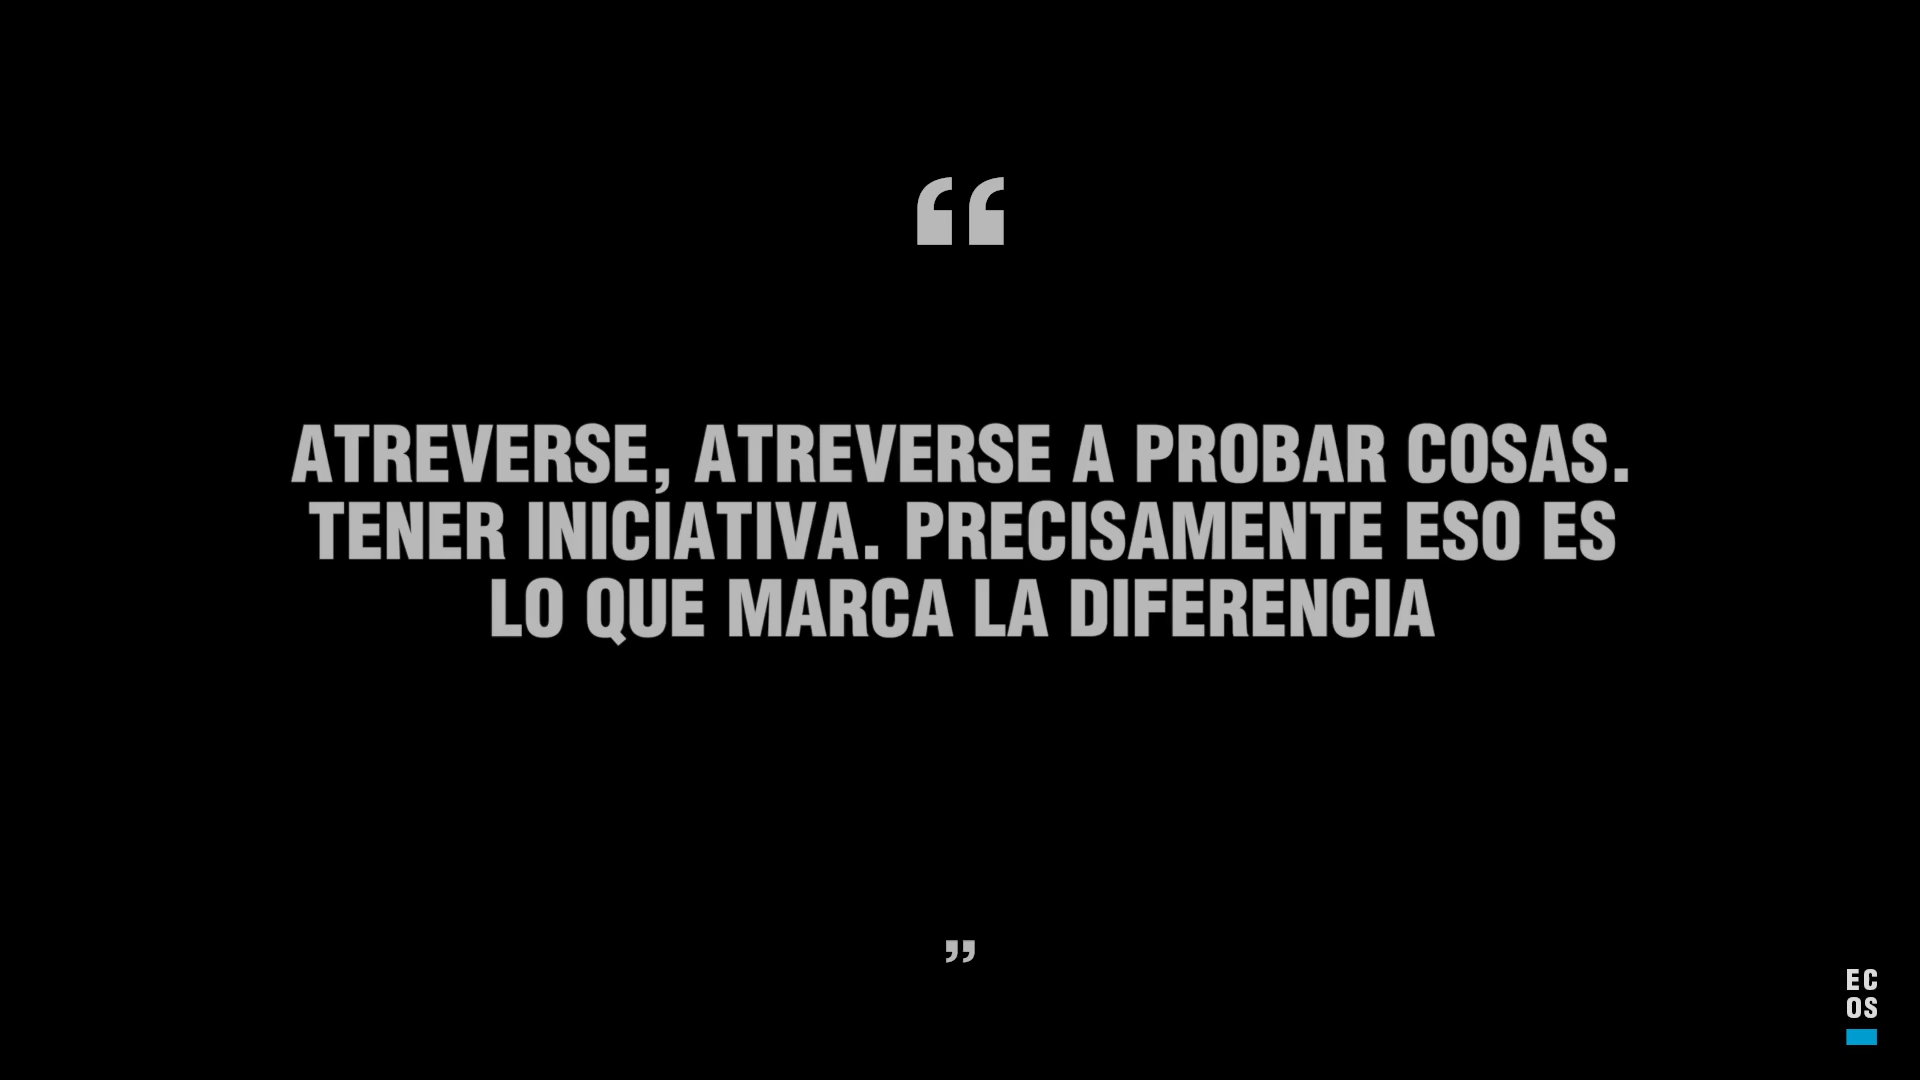 “
ATREVERSE, ATREVERSE A PROBAR COSAS.
TENER INICIATIVA. PRECISAMENTE ESO ES
LO QUE MARCA LA DIFERENCIA
”
EC
OS